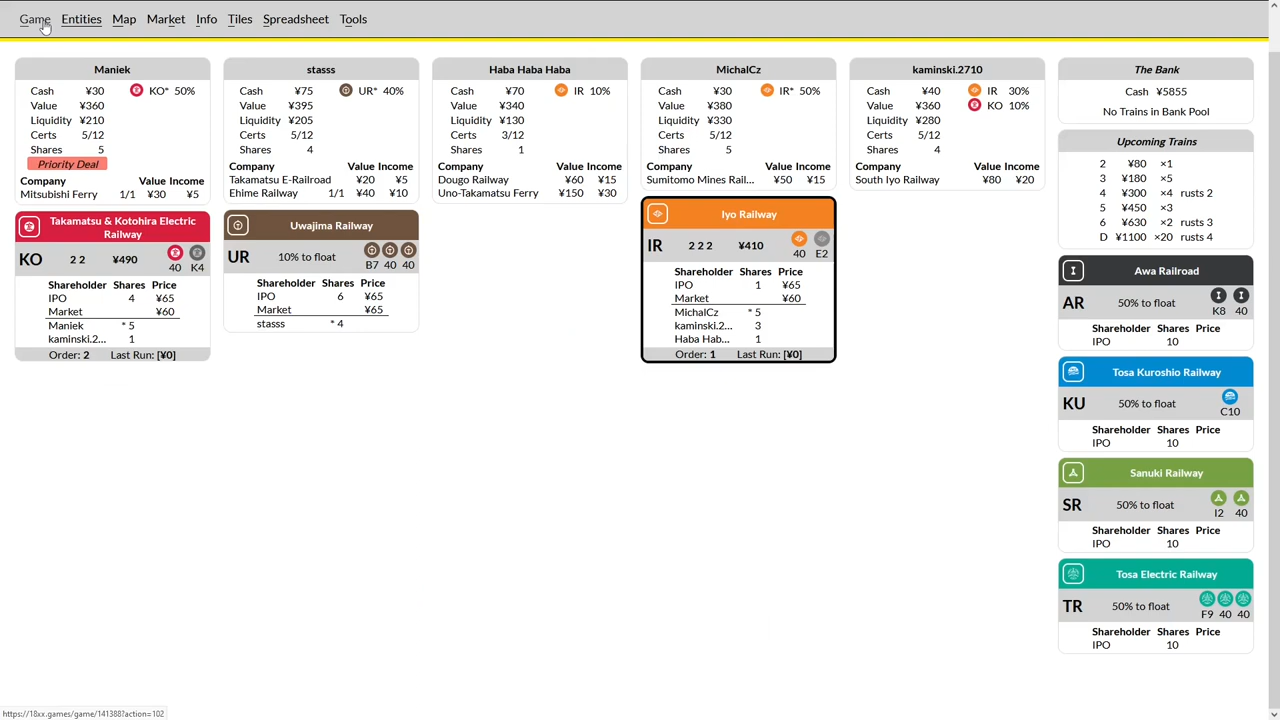 Game Entities Map Market Info Tiles Spreadsheet Tools
Maniek
Cash ¥30 KO* 50%
Value ¥360
Liquidity ¥210
Certs 5/12
Shares 5
Priority Deal
Company Value Income
Mitsubishi Ferry 1/1 ¥30 ¥5
Takamatsu & Kotohira Electric
Railway
KO 2 2 ¥490 40 K4
Shareholder Shares Price
IPO 4 ¥65
Market ¥60
Maniek * 5
kaminski.2... 1
Order: 2 Last Run: [¥0]
stasss
Cash ¥75 UR* 40%
Value ¥395
Liquidity ¥205
Certs 5/12
Shares 4
Company Value Income
Takamatsu E-Railroad ¥20 ¥5
Ehime Railway 1/1 ¥40 ¥10
Uwajima Railway
UR 10% to float B7 40 40
Shareholder Shares Price
IPO 6 ¥65
Market ¥65
stasss * 4
Haba Haba Haba
Cash ¥70 IR 10%
Value ¥340
Liquidity ¥130
Certs 3/12
Shares 1
Company Value Income
Dougo Railway ¥60 ¥15
Uno-Takamatsu Ferry ¥150 ¥30
MichalCz
Cash ¥30 IR* 50%
Value ¥380
Liquidity ¥330
Certs 5/12
Shares 5
Company Value Income
Sumitomo Mines Rail... ¥50 ¥15
Iyo Railway
IR 2 2 2 ¥410 40 E2
Shareholder Shares Price
IPO 1 ¥65
Market ¥60
MichalCz * 5
kaminski.2... 3
Haba Hab... 1
Order: 1 Last Run: [¥0]
kaminski.2710
Cash ¥40 IR 30%
Value ¥360 KO 10%
Liquidity ¥280
Certs 5/12
Shares 4
Company Value Income
South Iyo Railway ¥80 ¥20
The Bank
Cash ¥5855
No Trains in Bank Pool
Upcoming Trains
2 ¥80 ×1
3 ¥180 ×5
4 ¥300 ×4 rusts 2
5 ¥450 ×3
6 ¥630 ×2 rusts 3
D ¥1100 ×20 rusts 4
Awa Railroad
AR 50% to float K8 40
Shareholder Shares Price
IPO 10
Tosa Kuroshio Railway
KU 50% to float C10
Shareholder Shares Price
IPO 10
Sanuki Railway
SR 50% to float I2 40
Shareholder Shares Price
IPO 10
Tosa Electric Railway
TR 50% to float F9 40 40
Shareholder Shares Price
IPO 10
https://18xx.games/game/141388?action=102